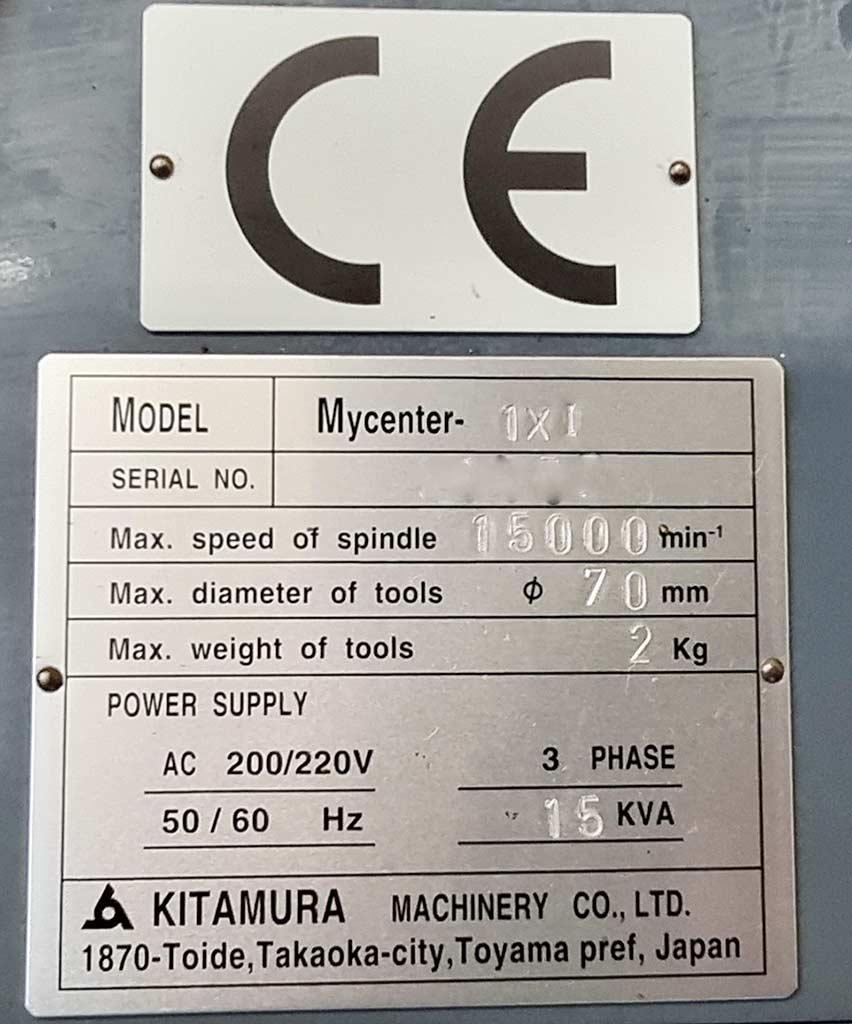 CE
MODEL Mycenter- 1XI
SERIAL NO.
Max. speed of spindle 15000 min-1
Max. diameter of tools ϕ 70 mm
Max. weight of tools 2 Kg
POWER SUPPLY
AC 200/220V 3 PHASE
50 / 60 Hz 15 KVA
KITAMURA MACHINERY CO., LTD.
1870-Toide, Takaoka-city, Toyama pref, Japan